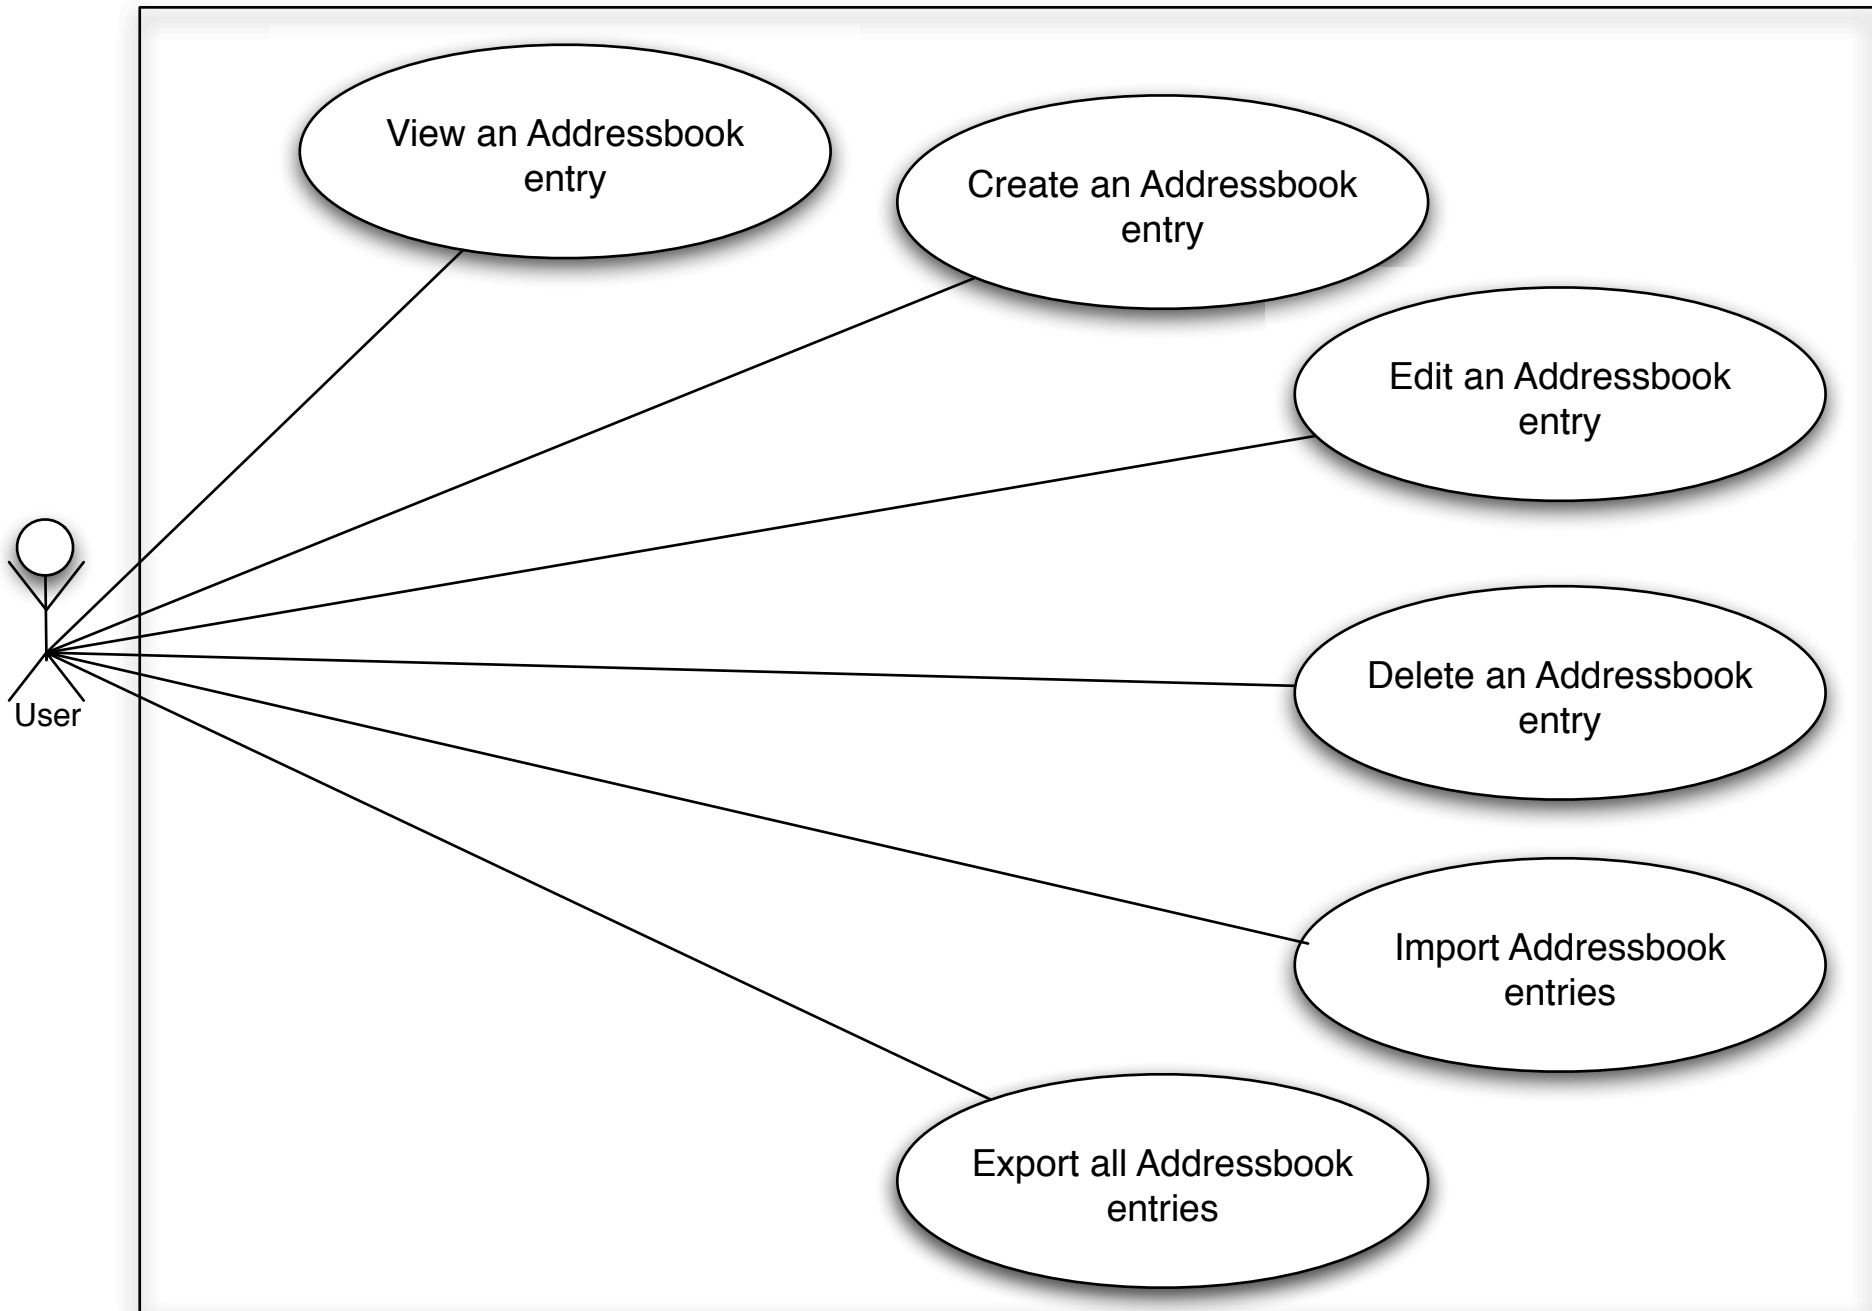 View an Addressbook
entry
Create an Addressbook
entry
Edit an Addressbook
entry
User
Delete an Addressbook
entry
Import Addressbook
entries
Export all Addressbook
entries